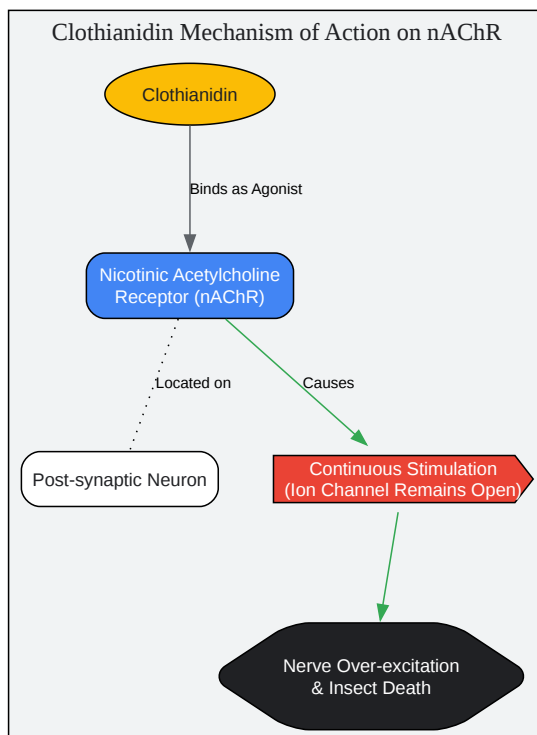 Clothianidin Mechanism of Action on nAChR
Clothianidin
Binds as Agonist
Nicotinic Acetylcholine
Receptor (nAChR)
Located on
Causes
Post-synaptic Neuron
Continuous Stimulation
(Ion Channel Remains Open)
Nerve Over-excitation
& Insect Death